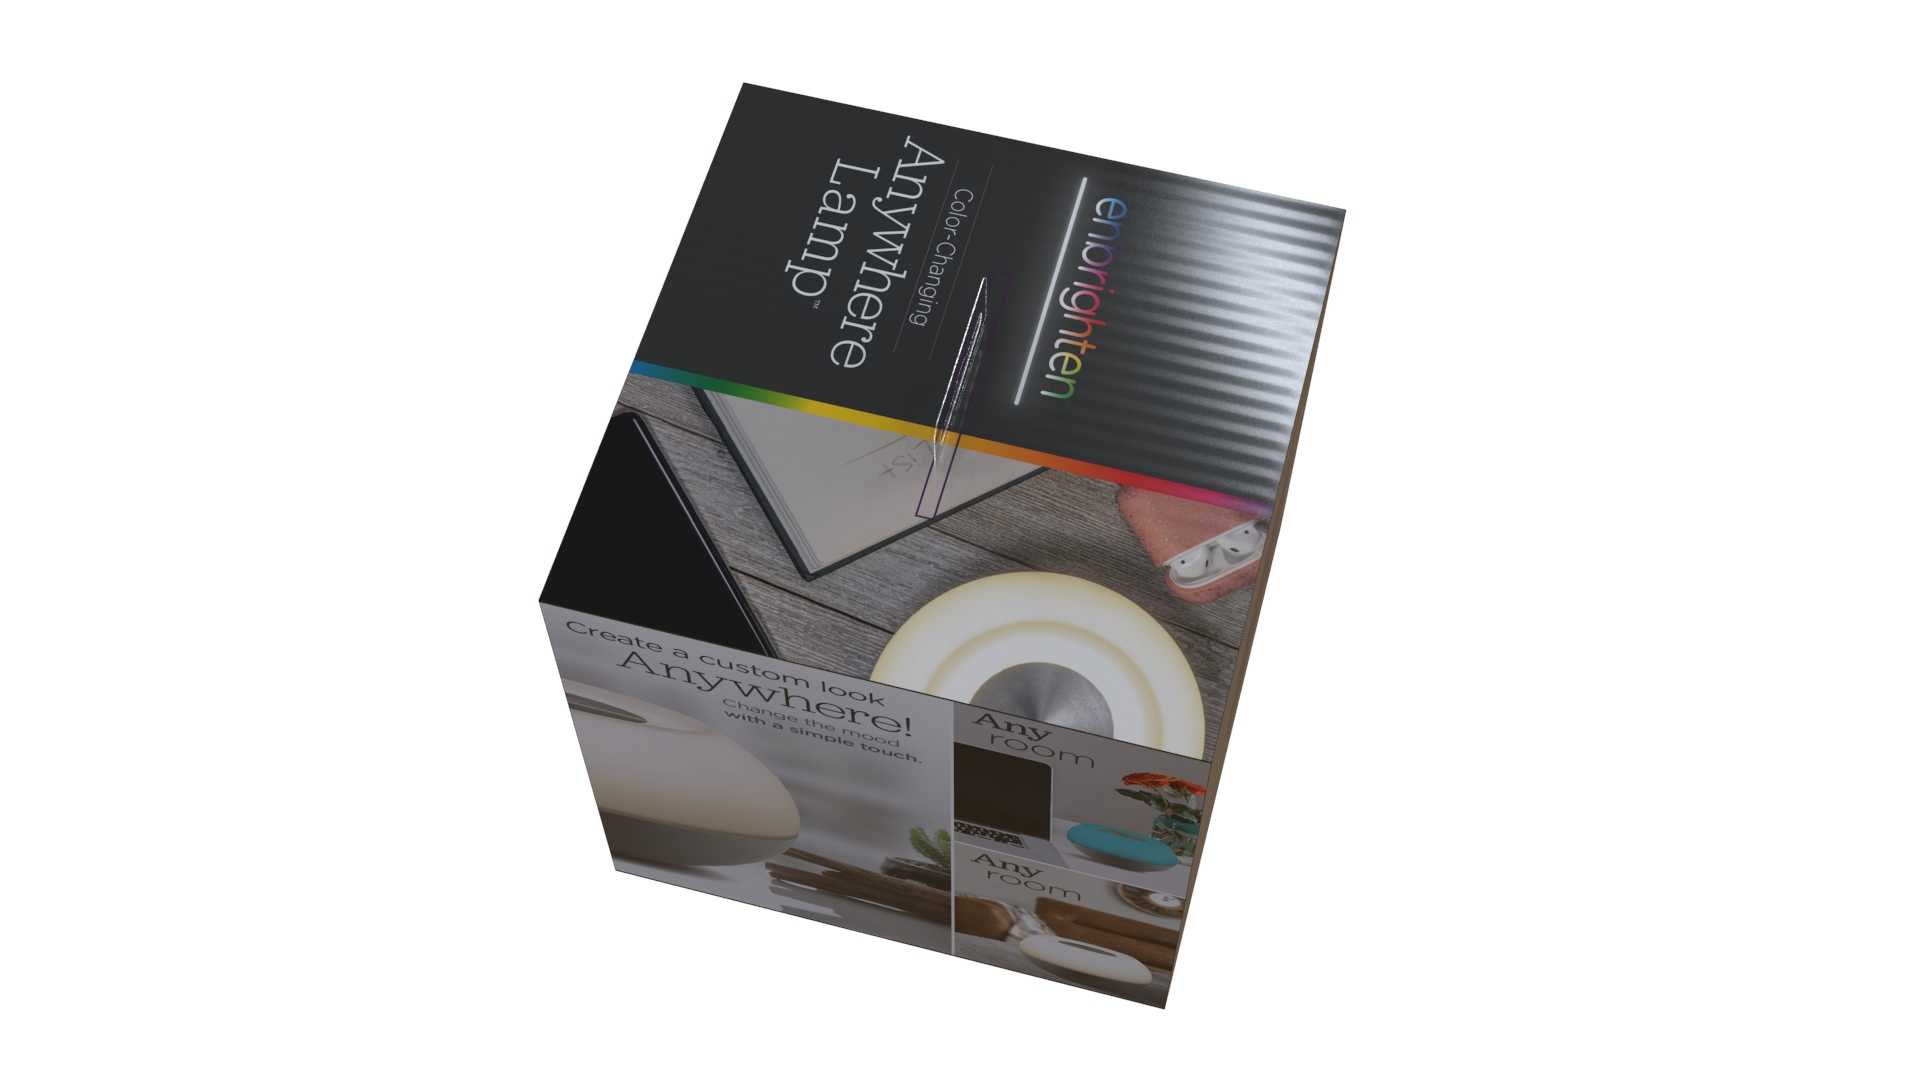 enbrighten
Color-Changing
Anywhere
Lamp™
List
Create a custom look
Anywhere!
Change the mood
with a simple touch.
Any
room
Any
room